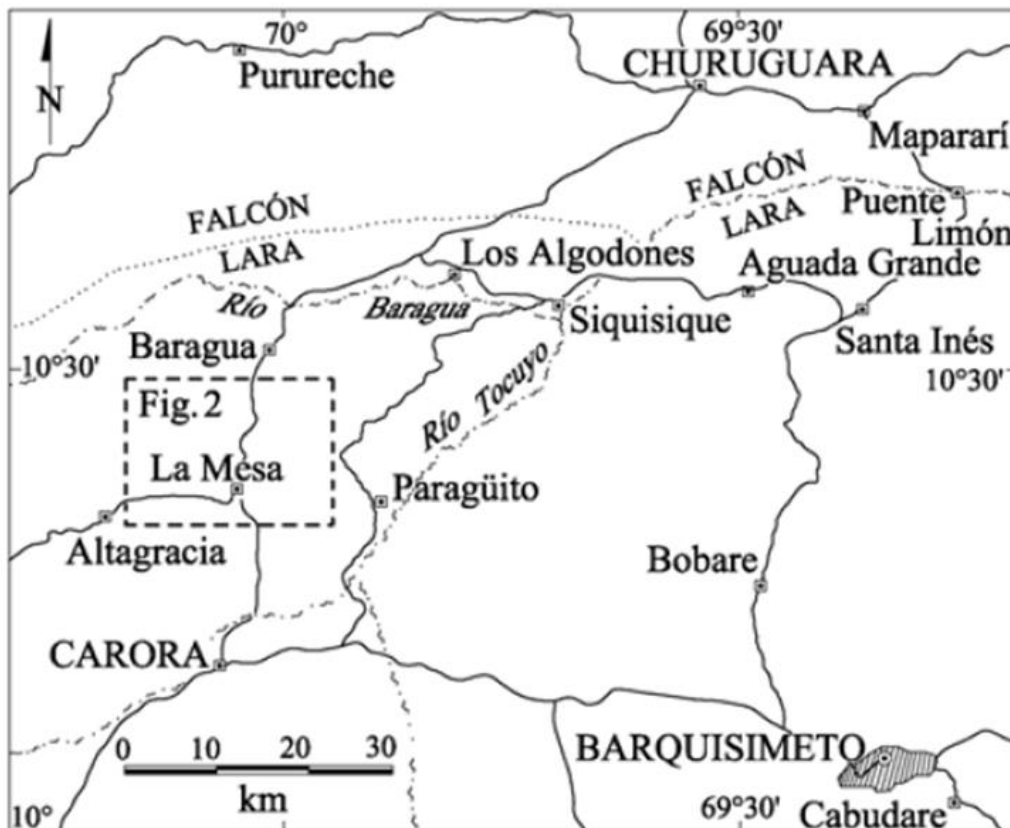 70°
69°30'
N
Purureche
CHURUGUARA
Mapararí
FALCÓN
LARA
FALCÓN
LARA
Puente
Limón
Los Algodones
Aguada Grande
Río
Baragua
Siquisique
Santa Inés
Baragua
10°30'
10°30'
Fig. 2
Río Tocuyo
La Mesa
Paragüito
Altagracia
Bobare
CARORA
0 10 20 30
km
BARQUISIMETO
10°
69°30'
Cabudare